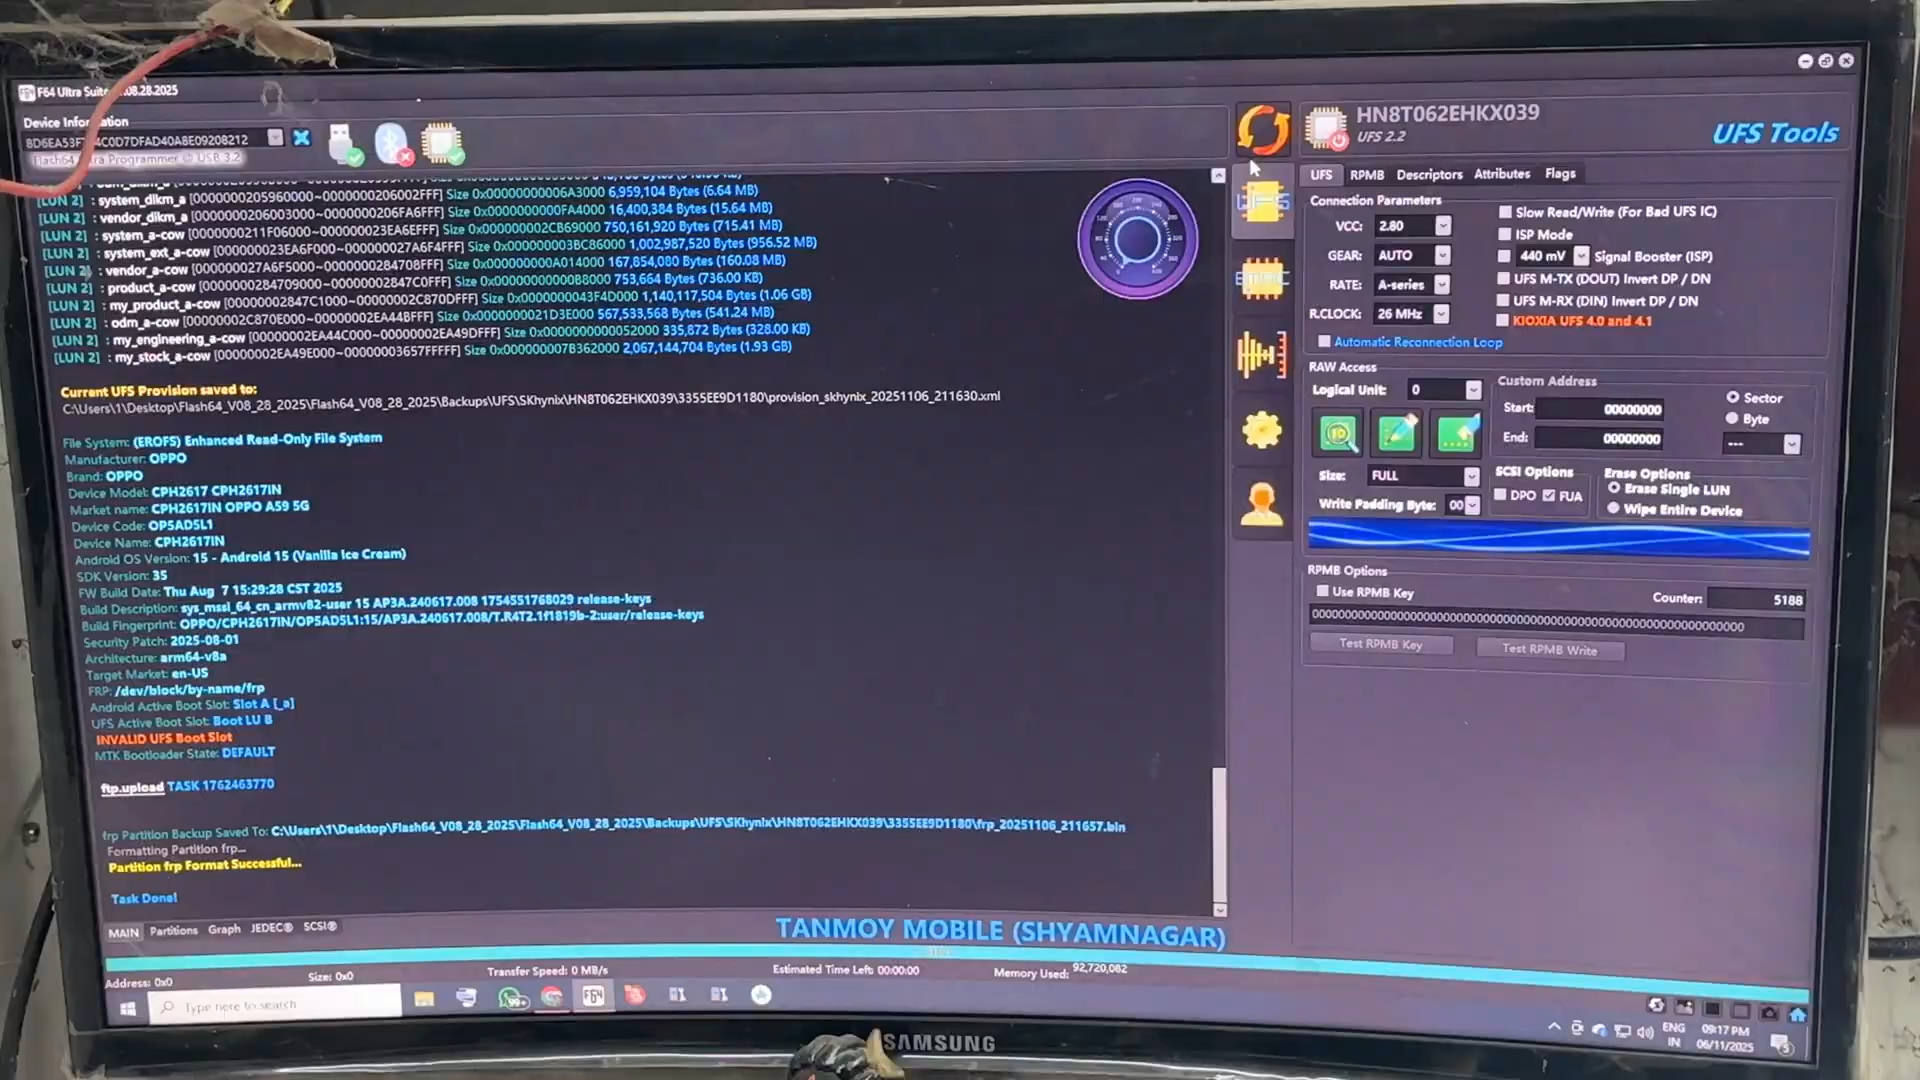 F64 Ultra Suite
.08.28.2025
Device Information
Flash64 Ultra Programmer @ USB 3.2
[LUN 2] : system_dlkm_a [0000000205960000~0000000206002FFF] Size 0x00000000006A3000 6,959,104 Bytes (6.64 MB)
[LUN 2] : vendor_dlkm_a [0000000206003000~0000000206FA6FFF] Size 0x0000000000FA4000 16,400,384 Bytes (15.64 MB)
[LUN 2] : system_a-cow [0000000211F06000~000000023EA6EFFF] Size 0x000000002CB69000 750,161,920 Bytes (715.41 MB)
[LUN 2] : system_ext_a-cow [000000023EA6F000~000000027A6F4FFF] Size 0x000000003BC86000 1,002,987,520 Bytes (956.52 MB)
[LUN 2] : vendor_a-cow [000000027A6F5000~0000000284708FFF] Size 0x000000000A014000 167,854,080 Bytes (160.08 MB)
[LUN 2] : product_a-cow [0000000284709000~00000002847C0FFF] Size 0x00000000000B8000 753,664 Bytes (736.00 KB)
[LUN 2] : my_product_a-cow [00000002847C1000~00000002C870DFFF] Size 0x0000000043F4D000 1,140,117,504 Bytes (1.06 GB)
[LUN 2] : odm_a-cow [00000002C870E000~00000002EA44BFFF] Size 0x0000000021D3E000 567,533,568 Bytes (541.24 MB)
[LUN 2] : my_engineering_a-cow [00000002EA44C000~00000002EA49DFFF] Size 0x0000000000052000 335,872 Bytes (328.00 KB)
[LUN 2] : my_stock_a-cow [00000002EA49E000~00000003657FFFFF] Size 0x000000007B362000 2,067,144,704 Bytes (1.93 GB)
Current UFS Provision saved to:
C:\Users\1\Desktop\Flash64_V08_28_2025\Flash64_V08_28_2025\Backups\UFS\SKhynix\HN8T062EHKX039\3355EE9D1180\provision_skhynix_20251106_211630.xml
File System: (EROFS) Enhanced Read-Only File System
Manufacturer: OPPO
Brand: OPPO
Device Model: CPH2617 CPH2617IN
Market name: CPH2617IN OPPO A59 5G
Device Code: OP5AD5L1
Device Name: CPH2617IN
Android OS Version: 15 - Android 15 (Vanilla Ice Cream)
SDK Version: 35
FW Build Date: Thu Aug 7 15:29:28 CST 2025
Build Description: sys_mssi_64_cn_armv82-user 15 AP3A.240617.008 1754551768029 release-keys
Build Fingerprint: OPPO/CPH2617IN/OP5AD5L1:15/AP3A.240617.008/T.R4T2.1f1819b-2:user/release-keys
Security Patch: 2025-08-01
Architecture: arm64-v8a
Target Market: en-US
FRP: /dev/block/by-name/frp
Android Active Boot Slot: Slot A [_a]
UFS Active Boot Slot: Boot LU B
INVALID UFS Boot Slot
MTK Bootloader State: DEFAULT
ftp.upload TASK 1762463770
frp Partition Backup Saved To: C:\Users\1\Desktop\Flash64_V08_28_2025\Flash64_V08_28_2025\Backups\UFS\SKhynix\HN8T062EHKX039\3355EE9D1180\frp_20251106_211657.bin
Formatting Partition frp...
Partition frp Format Successful...
Task Done!
MAIN Partitions Graph JEDEC® SCSI®
TANMOY MOBILE (SHYAMNAGAR)
Address: 0x0 Size: 0x0 Transfer Speed: 0 MB/s Estimated Time Left: 00:00:00 Memory Used: 92,720,082
HN8T062EHKX039
UFS 2.2
UFS Tools
UFS RPMB Descriptors Attributes Flags
Connection Parameters
VCC: 2.80
GEAR: AUTO
RATE: A-series
R.CLOCK: 26 MHz
Slow Read/Write (For Bad UFS IC)
ISP Mode
440 mV Signal Booster (ISP)
UFS M-TX (DOUT) Invert DP / DN
UFS M-RX (DIN) Invert DP / DN
KIOXIA UFS 4.0 and 4.1
Automatic Reconnection Loop
RAW Access
Logical Unit: 0
Custom Address
Start: 00000000
End: 00000000
Sector
Byte
---
Size: FULL
Write Padding Byte: 00
SCSI Options
DPO FUA
Erase Options
Erase Single LUN
Wipe Entire Device
RPMB Options
Use RPMB Key
Counter: 5188
Test RPMB Key
Test RPMB Write
Type here to search
99+
F64
ENG
IN
09:17 PM
06/11/2025
SAMSUNG